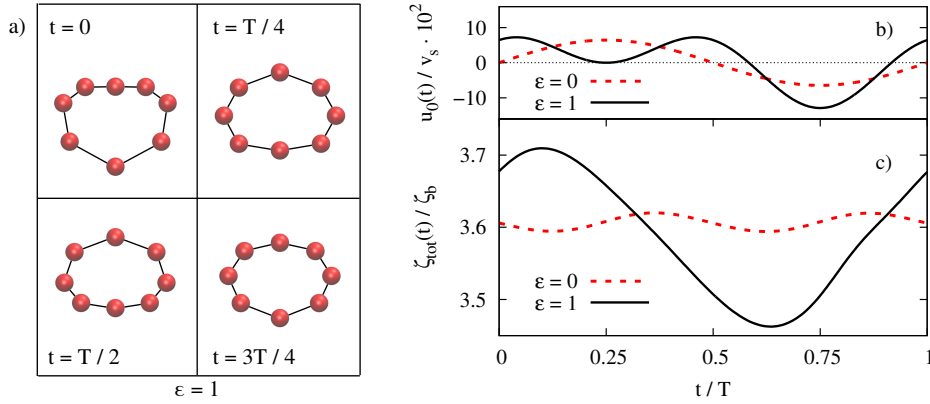 a)
t = 0
t = T / 4
t = T / 2
t = 3T / 4
ε = 1
b)
u₀(t) / vₛ · 10²
10
0
−10
ε = 0
ε = 1
c)
ζₜₒₜ(t) / ζ_b
3.7
3.6
3.5
ε = 0
ε = 1
0
0.25
0.5
0.75
1
t / T